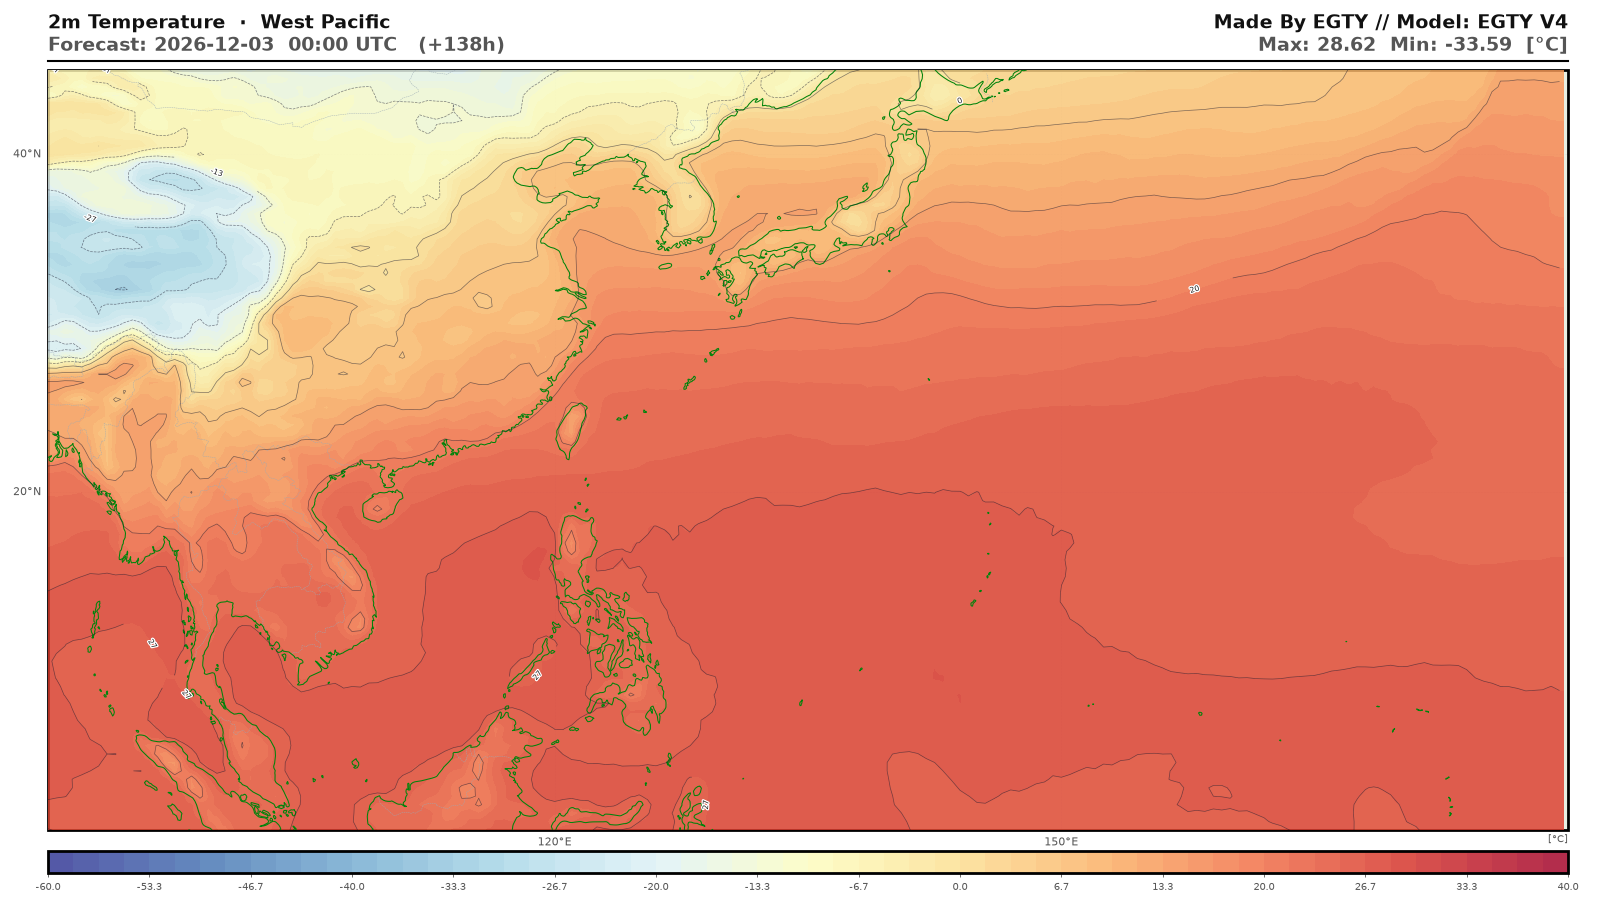 2m Temperature · West Pacific
Made By EGTY // Model: EGTY V4
Forecast: 2026-12-03 00:00 UTC (+138h)
Max: 28.62 Min: -33.59 [°C]
0
40°N
-13
-27
20
20°N
27
27
27
27
120°E
150°E
[°C]
-60.0
-53.3
-46.7
-40.0
-33.3
-26.7
-20.0
-13.3
-6.7
0.0
6.7
13.3
20.0
26.7
33.3
40.0